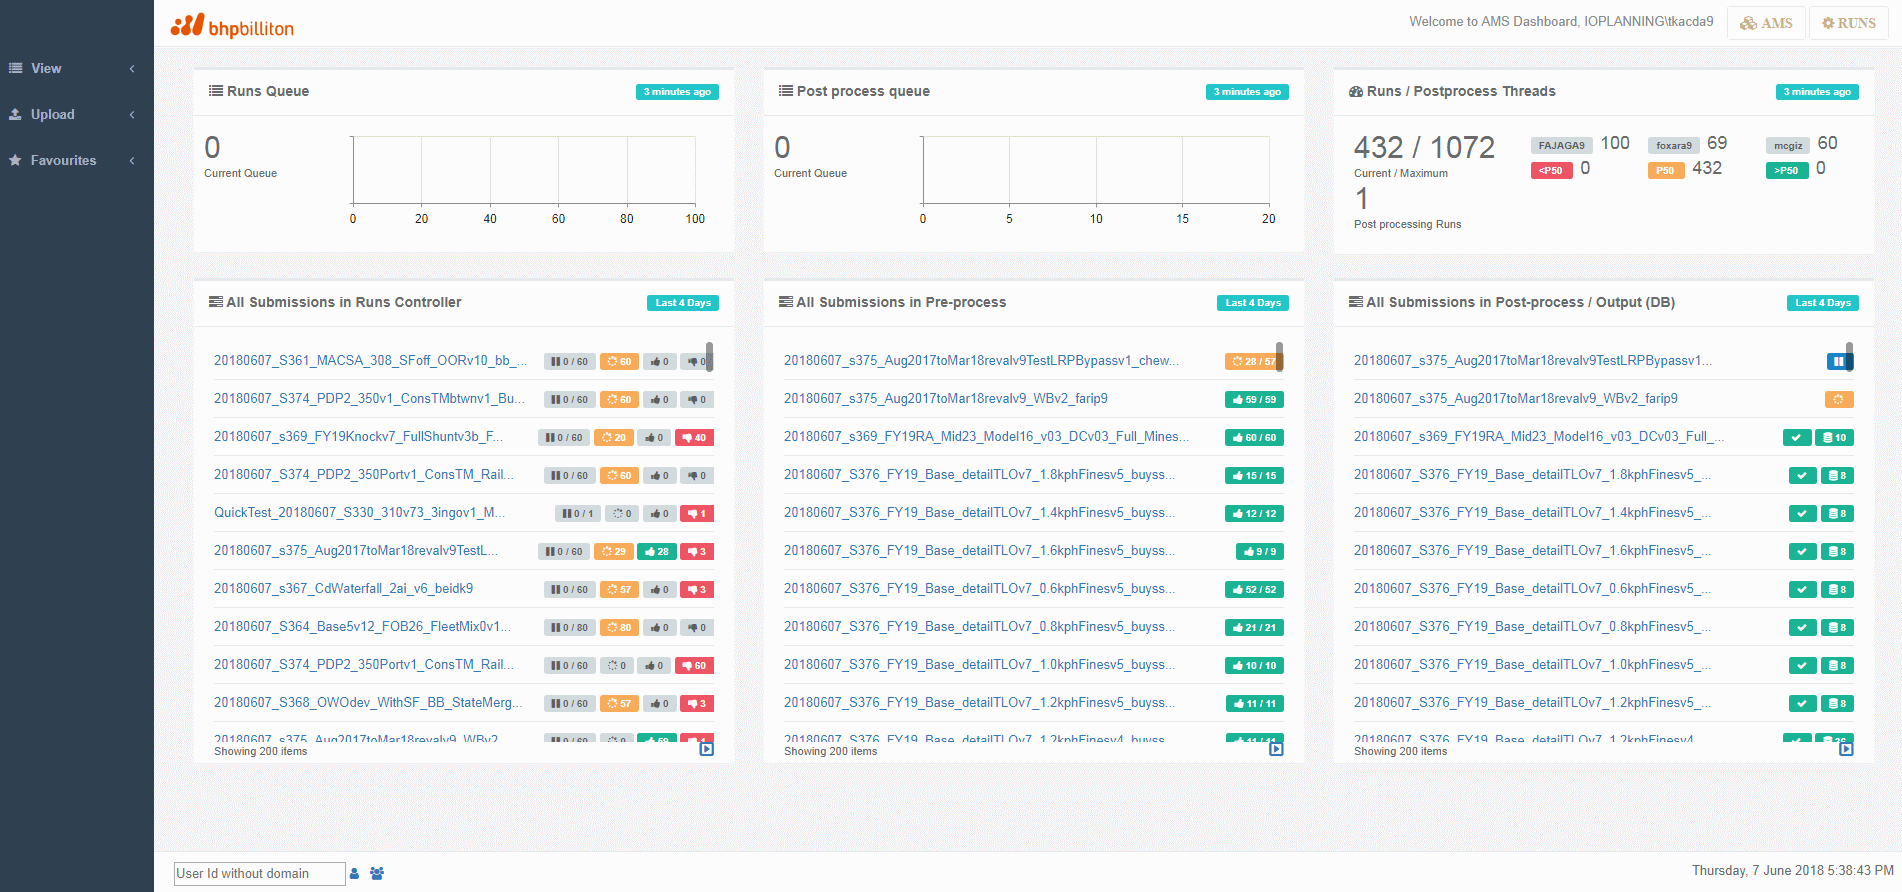 bhpbilliton
Welcome to AMS Dashboard, IOPLANNING\tkacda9
AMS
RUNS
View
Upload
Favourites
Runs Queue
3 minutes ago
0
Current Queue
0 20 40 60 80 100
Post process queue
3 minutes ago
0
Current Queue
0 5 10 15 20
Runs / Postprocess Threads
3 minutes ago
432 / 1072
Current / Maximum
1
Post processing Runs
FAJAGA9 100 foxara9 69 mcgiz 60
<P50 0 P50 432 >P50 0
All Submissions in Runs Controller
Last 4 Days
20180607_S361_MACSA_308_SFoff_OORv10_bb_... 0 / 60 60 0 0
20180607_S374_PDP2_350v1_ConsTMbtwnv1_Bu... 0 / 60 60 0 0
20180607_s369_FY19Knockv7_FullShuntv3b_F... 0 / 60 20 0 40
20180607_S374_PDP2_350Portv1_ConsTM_Rail... 0 / 60 60 0 0
QuickTest_20180607_S330_310v73_3ingov1_M... 0 / 1 0 0 1
20180607_s375_Aug2017toMar18revalv9TestL... 0 / 60 29 28 3
20180607_s367_CdWaterfall_2ai_v6_beidk9 0 / 60 57 0 3
20180607_S364_Base5v12_FOB26_FleetMix0v1... 0 / 80 80 0 0
20180607_S374_PDP2_350Portv1_ConsTM_Rail... 0 / 60 0 0 60
20180607_S368_OWOdev_WithSF_BB_StateMerg... 0 / 60 57 0 3
20180607_s375_Aug2017toMar18revalv9_WBv2 0 / 60 0 59 1
Showing 200 items
All Submissions in Pre-process
Last 4 Days
20180607_s375_Aug2017toMar18revalv9TestLRPBypassv1_chew... 28 / 57
20180607_s375_Aug2017toMar18revalv9_WBv2_farip9 59 / 59
20180607_s369_FY19RA_Mid23_Model16_v03_DCv03_Full_Mines... 60 / 60
20180607_S376_FY19_Base_detailTLOv7_1.8kphFinesv5_buyss... 15 / 15
20180607_S376_FY19_Base_detailTLOv7_1.4kphFinesv5_buyss... 12 / 12
20180607_S376_FY19_Base_detailTLOv7_1.6kphFinesv5_buyss... 9 / 9
20180607_S376_FY19_Base_detailTLOv7_0.6kphFinesv5_buyss... 52 / 52
20180607_S376_FY19_Base_detailTLOv7_0.8kphFinesv5_buyss... 21 / 21
20180607_S376_FY19_Base_detailTLOv7_1.0kphFinesv5_buyss... 10 / 10
20180607_S376_FY19_Base_detailTLOv7_1.2kphFinesv5_buyss... 11 / 11
20180607_S376_FY19_Base_detailTLOv7_1.2kphFinesv4_buyss... 11 / 11
Showing 200 items
All Submissions in Post-process / Output (DB)
Last 4 Days
20180607_s375_Aug2017toMar18revalv9TestLRPBypassv1...
20180607_s375_Aug2017toMar18revalv9_WBv2_farip9
20180607_s369_FY19RA_Mid23_Model16_v03_DCv03_Full_... 10
20180607_S376_FY19_Base_detailTLOv7_1.8kphFinesv5_... 8
20180607_S376_FY19_Base_detailTLOv7_1.4kphFinesv5_... 8
20180607_S376_FY19_Base_detailTLOv7_1.6kphFinesv5_... 8
20180607_S376_FY19_Base_detailTLOv7_0.6kphFinesv5_... 8
20180607_S376_FY19_Base_detailTLOv7_0.8kphFinesv5_... 8
20180607_S376_FY19_Base_detailTLOv7_1.0kphFinesv5_... 8
20180607_S376_FY19_Base_detailTLOv7_1.2kphFinesv5_... 8
20180607_S376_FY19_Base_detailTLOv7_1.2kphFinesv4
Showing 200 items
User Id without domain
Thursday, 7 June 2018 5:38:43 PM